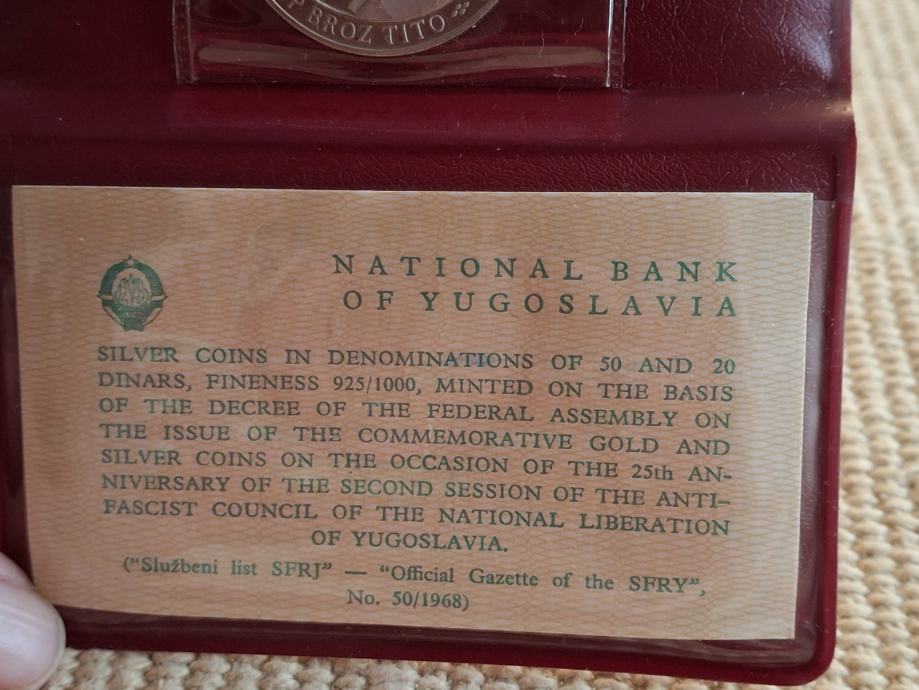 P BROZ TITO
NATIONAL BANK
OF YUGOSLAVIA
SILVER COINS IN DENOMINATIONS OF 50 AND 20
DINARS, FINENESS 925/1000, MINTED ON THE BASIS
OF THE DECREE OF THE FEDERAL ASSEMBLY ON
THE ISSUE OF THE COMMEMORATIVE GOLD AND
SILVER COINS ON THE OCCASION OF THE 25th AN-
NIVERSARY OF THE SECOND SESSION OF THE ANTI-
FASCIST COUNCIL OF THE NATIONAL LIBERATION
OF YUGOSLAVIA.
("Službeni list SFRJ” — “Official Gazette of the SFRY”,
No. 50/1968)